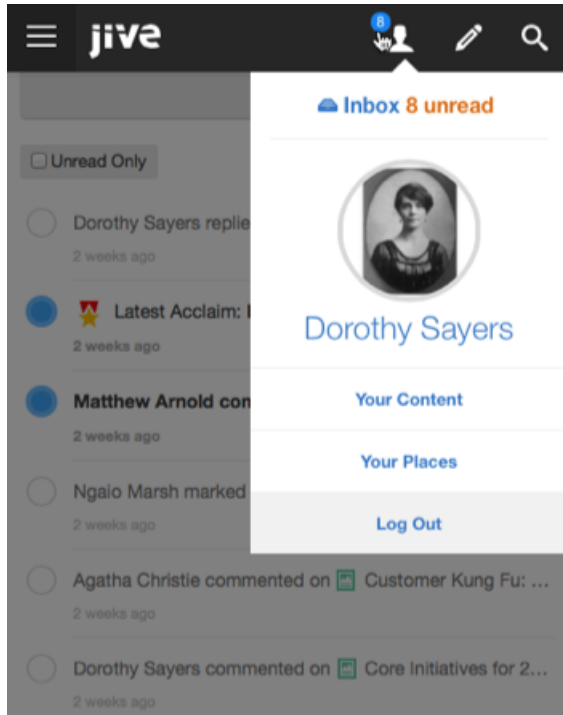 jive
8
Inbox 8 unread
Unread Only
Dorothy Sayers replie
2 weeks ago
Latest Acclaim:
2 weeks ago
Dorothy Sayers
Matthew Arnold con
2 weeks ago
Your Content
Your Places
Ngaio Marsh marked
2 weeks ago
Log Out
Agatha Christie commented on Customer Kung Fu: ...
2 weeks ago
Dorothy Sayers commented on Core Initiatives for 2...
2 weeks ago